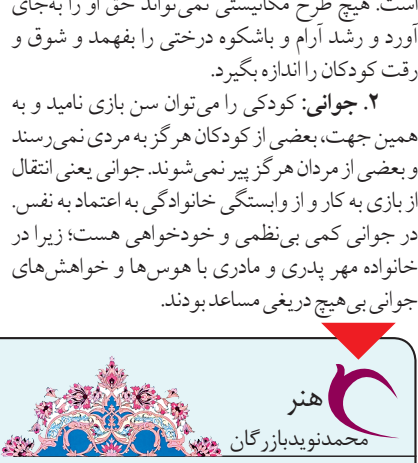 است. هیچ طرح مکانیستی نمی‌تواند حق او را به‌جای
آورد و رشد آرام و باشکوه درختی را بفهمد و شوق و
رقت کودکان را اندازه بگیرد.
۲. جوانی: کودکی را می‌توان سن بازی نامید و به
همین جهت، بعضی از کودکان هرگز به مردی نمی‌رسند
و بعضی از مردان هرگز پیر نمی‌شوند. جوانی یعنی انتقال
از بازی به کار و از وابستگی خانوادگی به اعتماد به نفس.
در جوانی کمی بی‌نظمی و خودخواهی هست؛ زیرا در
خانواده مهر پدری و مادری با هوس‌ها و خواهش‌های
جوانی بی‌هیچ دریغی مساعد بودند.
هنر
محمدنویدبازرگان